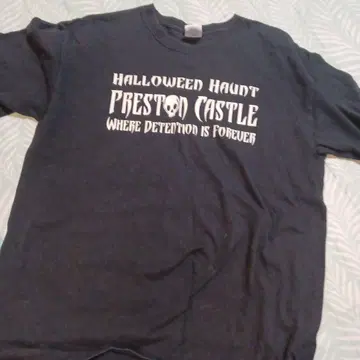 Halloween Haunt
Preston Castle
Where Detention is Forever